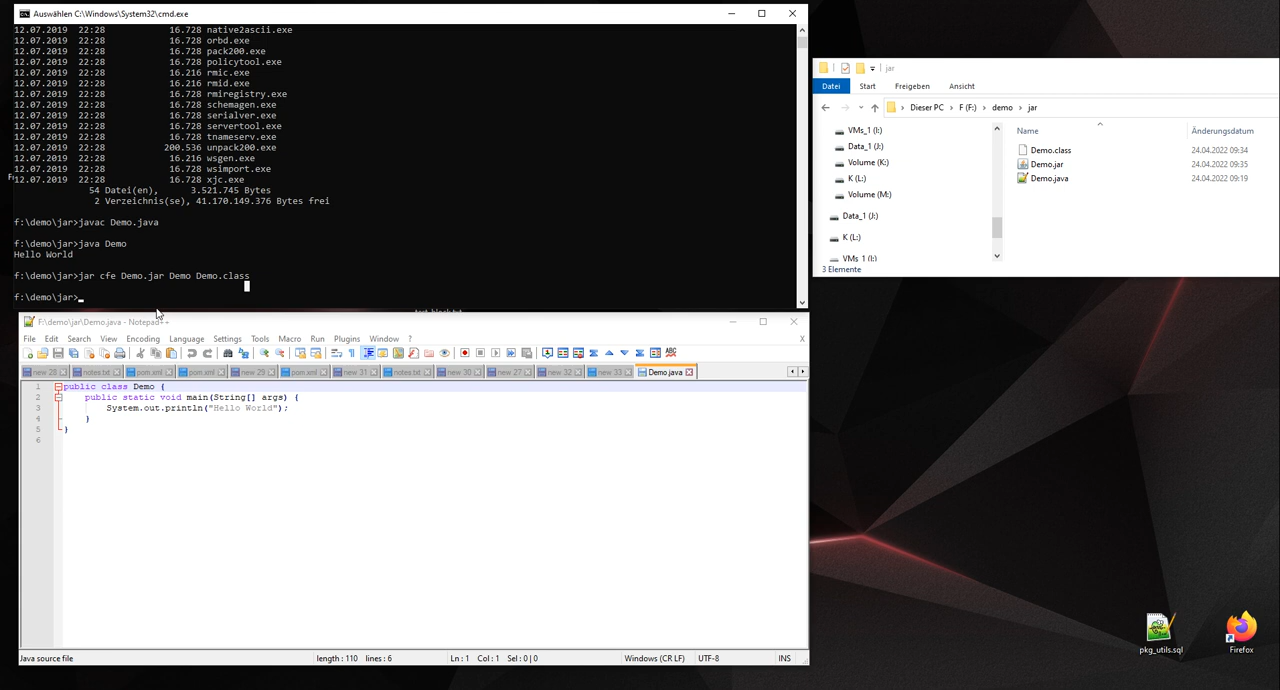 Auswählen C:\Windows\System32\cmd.exe
12.07.2019  22:28            16.728 native2ascii.exe
12.07.2019  22:28            16.728 orbd.exe
12.07.2019  22:28            16.728 pack200.exe
12.07.2019  22:28            16.728 policytool.exe
12.07.2019  22:28            16.216 rmic.exe
12.07.2019  22:28            16.216 rmid.exe
12.07.2019  22:28            16.728 rmiregistry.exe
12.07.2019  22:28            16.728 schemagen.exe
12.07.2019  22:28            16.728 serialver.exe
12.07.2019  22:28            16.728 servertool.exe
12.07.2019  22:28            16.728 tnameserv.exe
12.07.2019  22:28           200.536 unpack200.exe
12.07.2019  22:28            16.216 wsgen.exe
12.07.2019  22:28            16.728 wsimport.exe
12.07.2019  22:28            16.728 xjc.exe
54 Datei(en),      3.521.745 Bytes
2 Verzeichnis(se), 41.170.149.376 Bytes frei
f:\demo\jar>javac Demo.java
f:\demo\jar>java Demo
Hello World
f:\demo\jar>jar cfe Demo.jar Demo Demo.class
f:\demo\jar>
jar
Datei Start Freigeben Ansicht
Dieser PC > F (F:) > demo > jar
VMs_1 (I:)
Data_1 (J:)
Volume (K:)
K (L:)
Volume (M:)
Data_1 (J:)
K (L:)
VMs_1 (I:)
Name Änderungsdatum
Demo.class 24.04.2022 09:34
Demo.jar 24.04.2022 09:35
Demo.java 24.04.2022 09:19
3 Elemente
F:\demo\jar\Demo.java - Notepad++
File Edit Search View Encoding Language Settings Tools Macro Run Plugins Window ? X
new 28 notes.txt pom.xml pom.xml new 29 pom.xml new 31 notes.txt new 30 new 27 new 32 new 33 Demo.java
1 public class Demo {
2 public static void main(String[] args) {
3 System.out.println("Hello World");
4 }
5 }
6
Java source file length : 110 lines : 6 Ln : 1 Col : 1 Sel : 0 | 0 Windows (CR LF) UTF-8 INS
pkg_utils.sql
Firefox